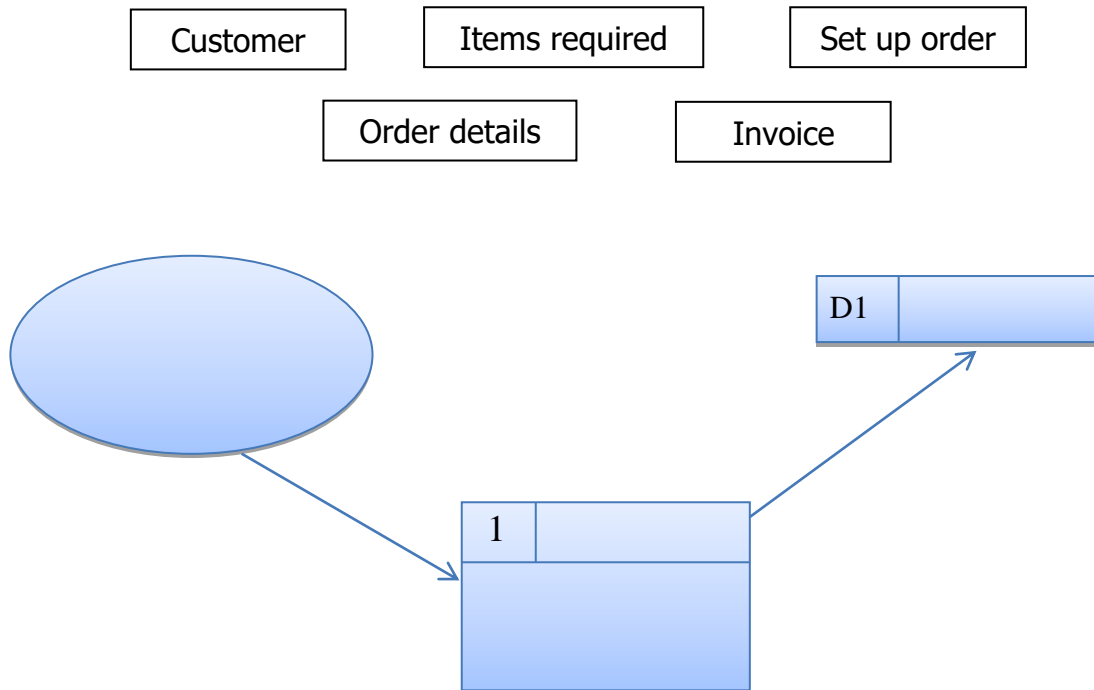 Customer
Items required
Set up order
Order details
Invoice
D1
1